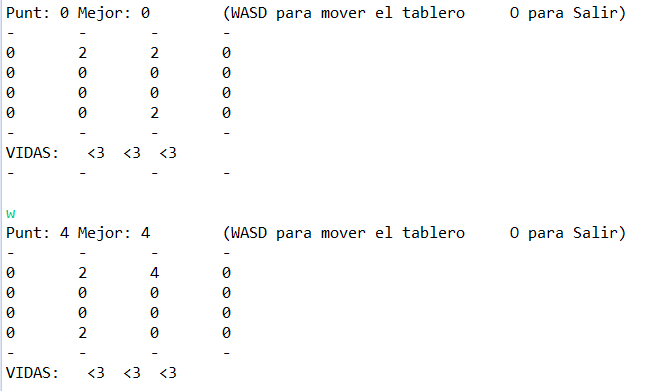 Punt: 0 Mejor: 0 (WASD para mover el tablero O para Salir)
- - - -
0 2 2 0
0 0 0 0
0 0 0 0
0 0 2 0
- - - -
VIDAS: <3 <3 <3
- - - -
w
Punt: 4 Mejor: 4 (WASD para mover el tablero O para Salir)
- - - -
0 2 4 0
0 0 0 0
0 0 0 0
0 2 0 0
- - - -
VIDAS: <3 <3 <3